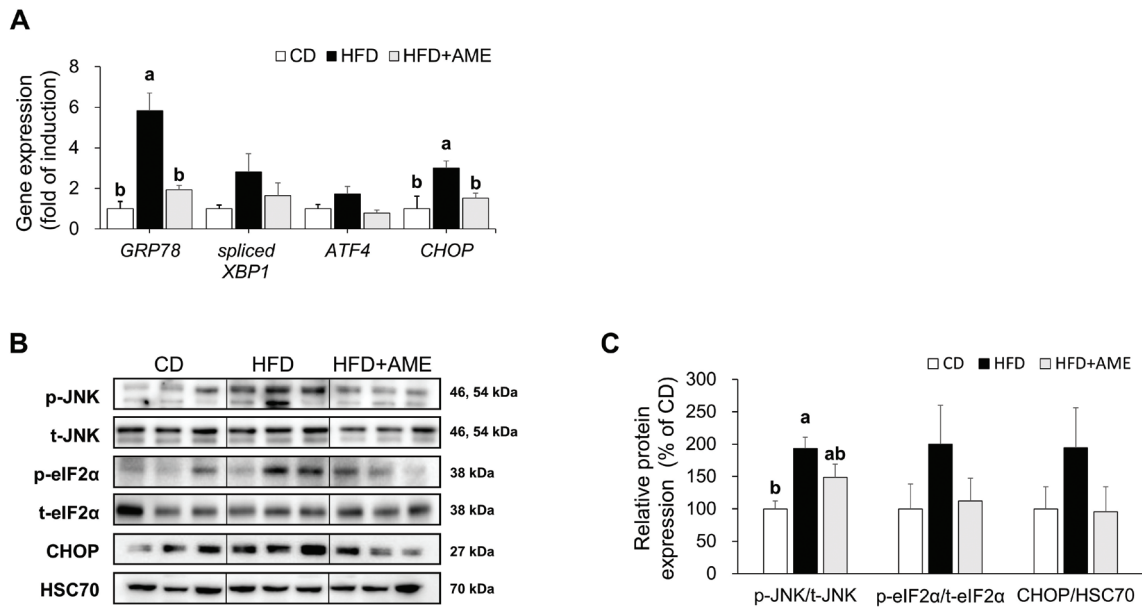 A
CD HFD HFD+AME
Gene expression
(fold of induction)
8
6
4
2
0
b a b
b a b
GRP78 spliced XBP1 ATF4 CHOP
B
CD HFD HFD+AME
p-JNK 46, 54 kDa
t-JNK 46, 54 kDa
p-eIF2α 38 kDa
t-eIF2α 38 kDa
CHOP 27 kDa
HSC70 70 kDa
C
CD HFD HFD+AME
Relative protein
expression (% of CD)
300
250
200
150
100
50
0
b a ab
p-JNK/t-JNK p-eIF2α/t-eIF2α CHOP/HSC70